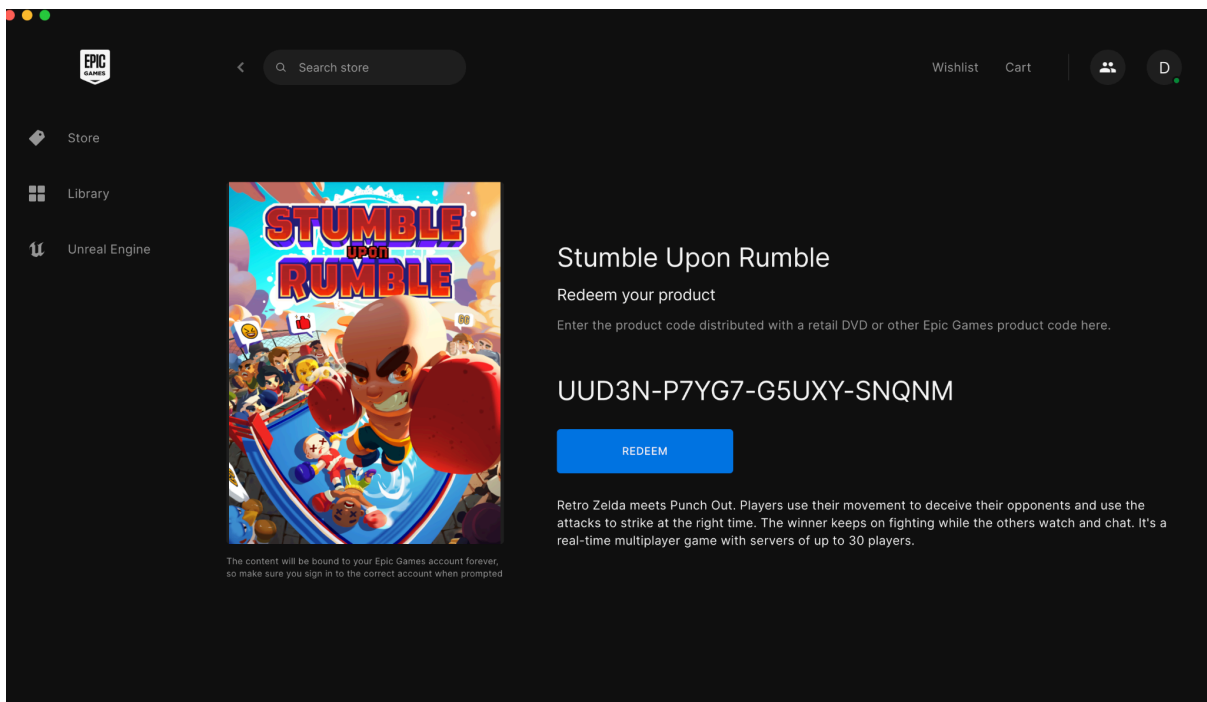 EPIC
GAMES
Search store
Wishlist
Cart
D
Store
Library
Unreal Engine
STUMBLE
UPON
RUMBLE
GG
Stumble Upon Rumble
Redeem your product
Enter the product code distributed with a retail DVD or other Epic Games product code here.
UUD3N-P7YG7-G5UXY-SNQNM
REDEEM
Retro Zelda meets Punch Out. Players use their movement to deceive their opponents and use the
attacks to strike at the right time. The winner keeps on fighting while the others watch and chat. It's a
real-time multiplayer game with servers of up to 30 players.
The content will be bound to your Epic Games account forever,
so make sure you sign in to the correct account when prompted